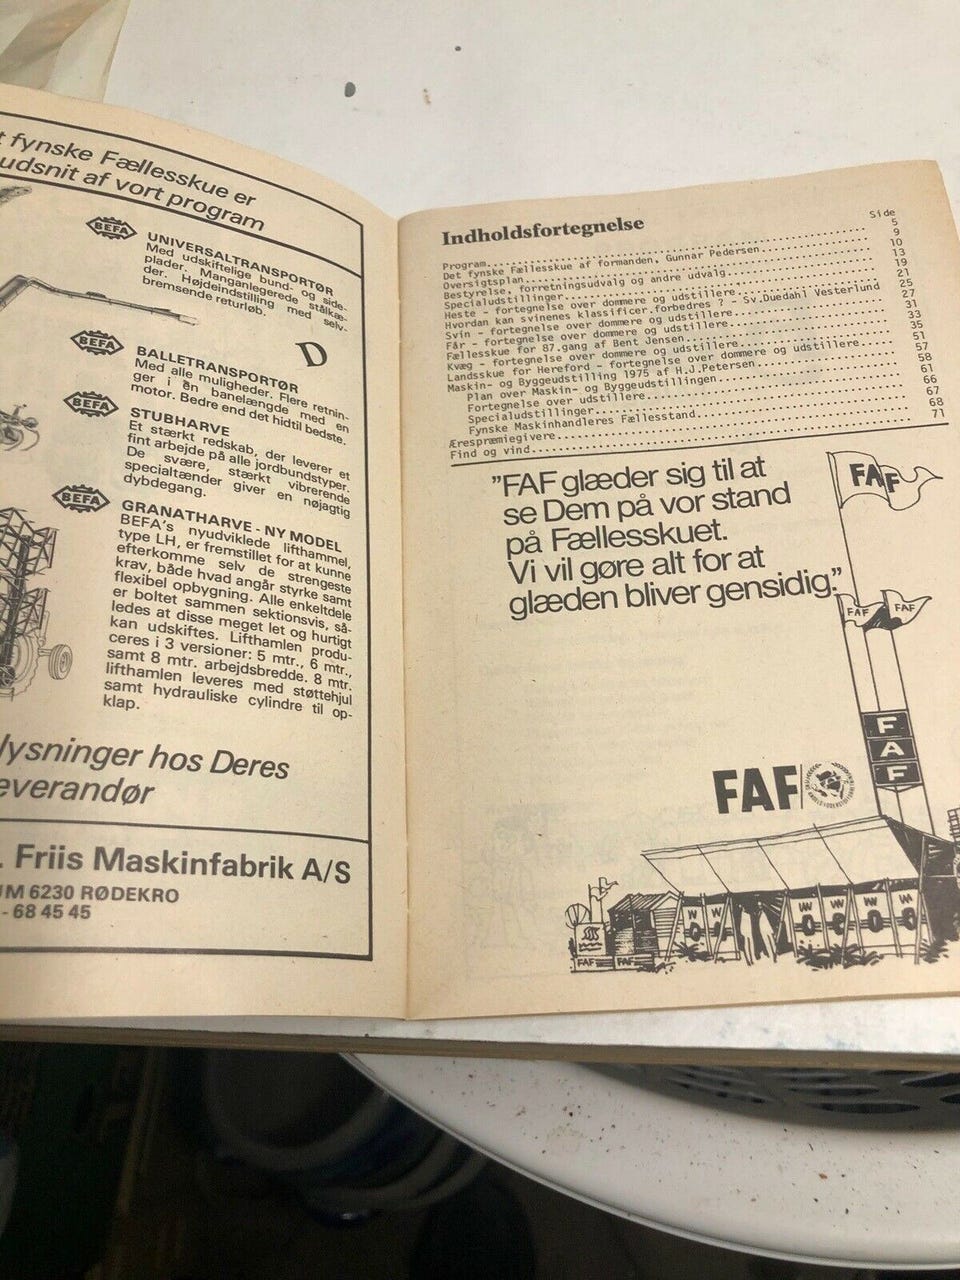 t fynske Fællesskue er
udsnit af vort program
BEFA
UNIVERSALTRANSPORTØR
Med udskiftelige bund- og side-
plader. Manganlegerede stålkæ-
der. Højdeindstilling med selv-
bremsende returløb.
D
BEFA
BALLETRANSPORTØR
Med alle muligheder. Flere retnin-
ger i èn banelængde med en
motor. Bedre end det hidtil bedste.
BEFA
STUBHARVE
Et stærkt redskab, der leverer et
fint arbejde på alle jordbundstyper.
De svære, stærkt vibrerende
specialtænder giver en nøjagtig
dybdegang.
BEFA
GRANATHARVE - NY MODEL
BEFA's nyudviklede lifthammel,
type LH, er fremstillet for at kunne
efterkomme selv de strengeste
krav, både hvad angår styrke samt
flexibel opbygning. Alle enkeltdele
er boltet sammen sektionsvis, så-
ledes at disse meget let og hurtigt
kan udskiftes. Lifthamlen produ-
ceres i 3 versioner: 5 mtr., 6 mtr.,
samt 8 mtr. arbejdsbredde. 8 mtr.
lifthamlen leveres med støttehjul
samt hydrauliske cylindre til op-
klap.
lysninger hos Deres
everandør
. Friis Maskinfabrik A/S
UM 6230 RØDEKRO
- 68 45 45
Indholdsfortegnelse
Side
Program 5
Det fynske Fællesskue af formanden, Gunnar Pedersen 9
Oversigtsplan 10
Bestyrelse, forretningsudvalg og andre udvalg 13
Specialudstillinger 19
Heste - fortegnelse over dommere og udstillere 21
Hvordan kan svinenes klassificer.forbedres ? - Sv.Duedahl Vesterlund 25
Svin - fortegnelse over dommere og udstillere 27
Får - fortegnelse over dommere og udstillere 31
Fællesskue for 87.gang af Bent Jensen 33
Kvæg - fortegnelse over dommere og udstillere 35
Landsskue for Hereford - fortegnelse over dommere og udstillere 51
Maskin- og Byggeudstilling 1975 af H.J.Petersen 57
Plan over Maskin- og Byggeudstillingen 58
Fortegnelse over udstillere 61
Specialudstillinger 66
Fynske Maskinhandleres Fællesstand 67
Ærespræmiegivere 68
Find og vind 71
"FAF glæder sig til at
se Dem på vor stand
på Fællesskuet.
Vi vil gøre alt for at
glæden bliver gensidig."
FAF
FAF
FAF
FAF
FAF
FAF
FAF